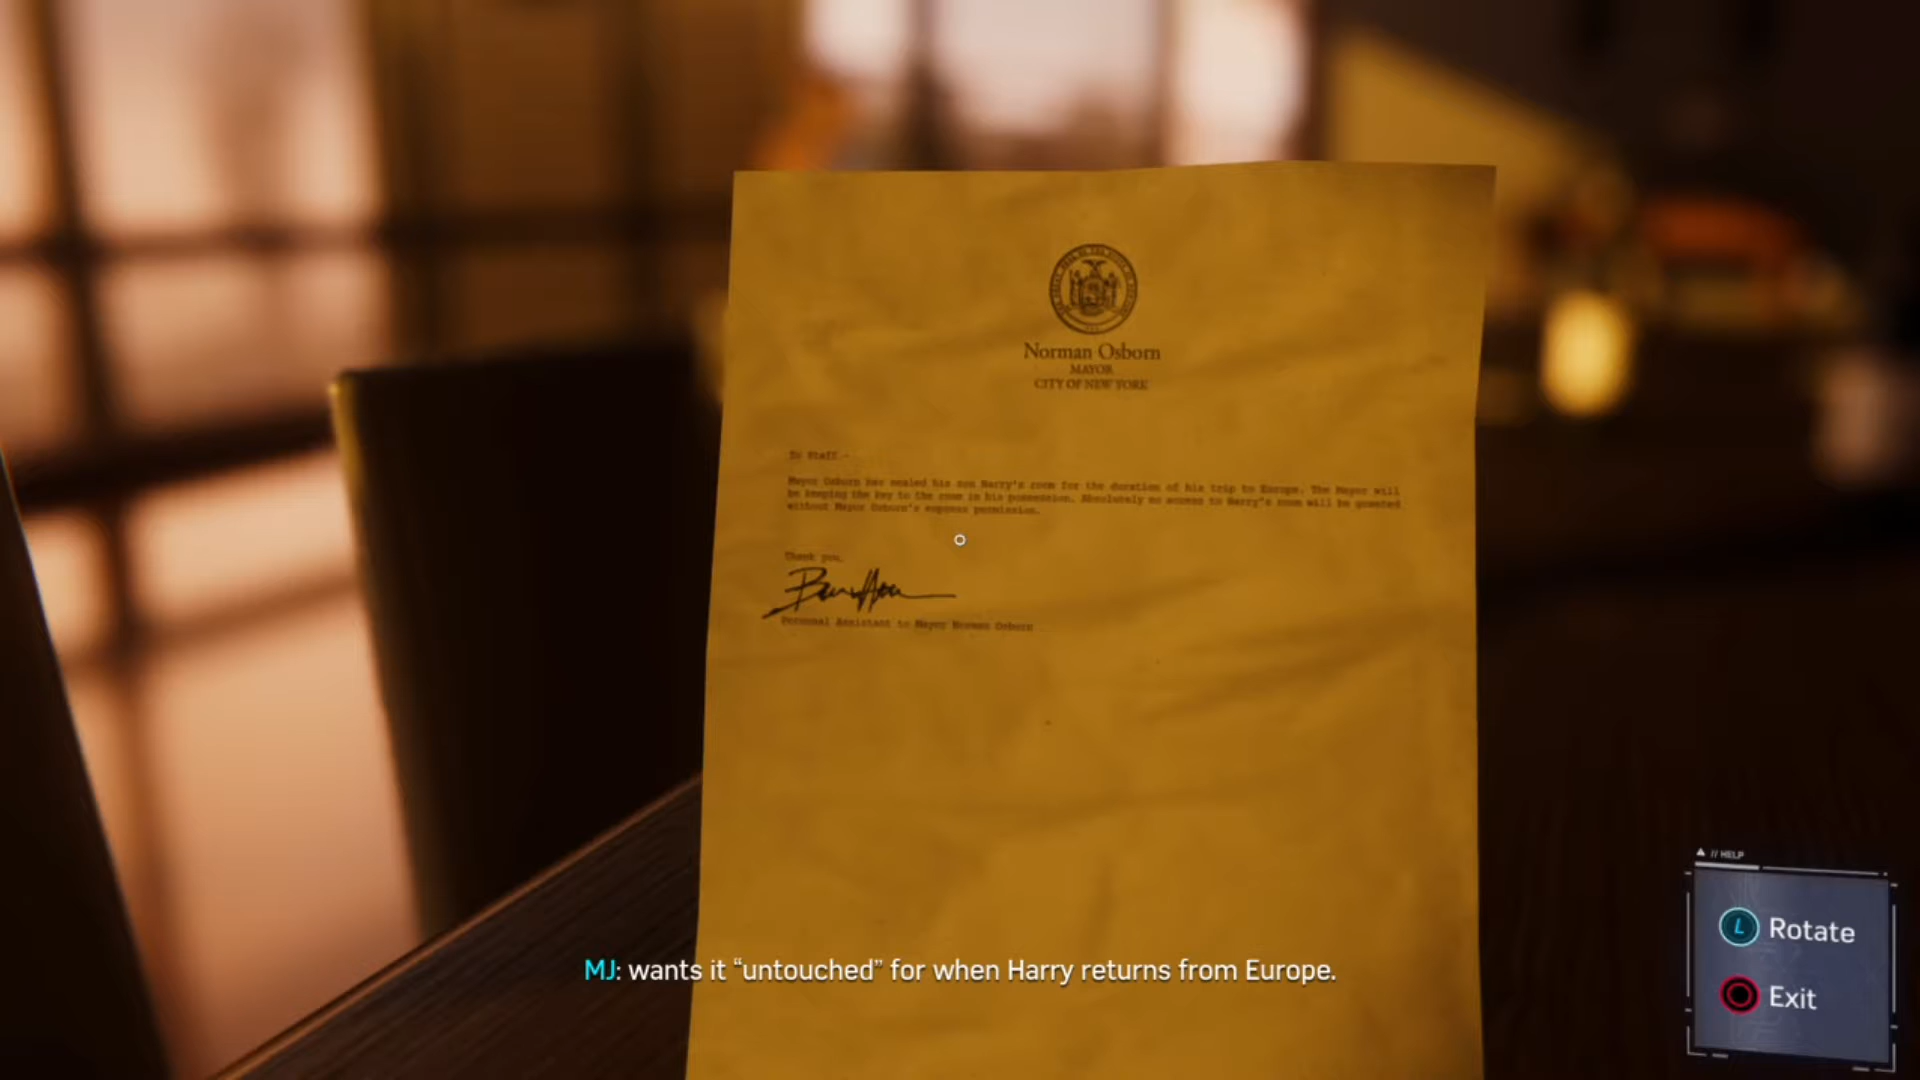 Norman Osborn
MAYOR
CITY OF NEW YORK
To Staff -
Mayor Osborn has sealed his son Harry's room for the duration of his trip to Europe. The Mayor will
be keeping the key to the room in his possession. Absolutely no access to Harry's room will be granted
without Mayor Osborn's express permission.
Thank you.
Personal Assistant to Mayor Norman Osborn
MJ: wants it “untouched” for when Harry returns from Europe.
// HELP
L Rotate
Exit